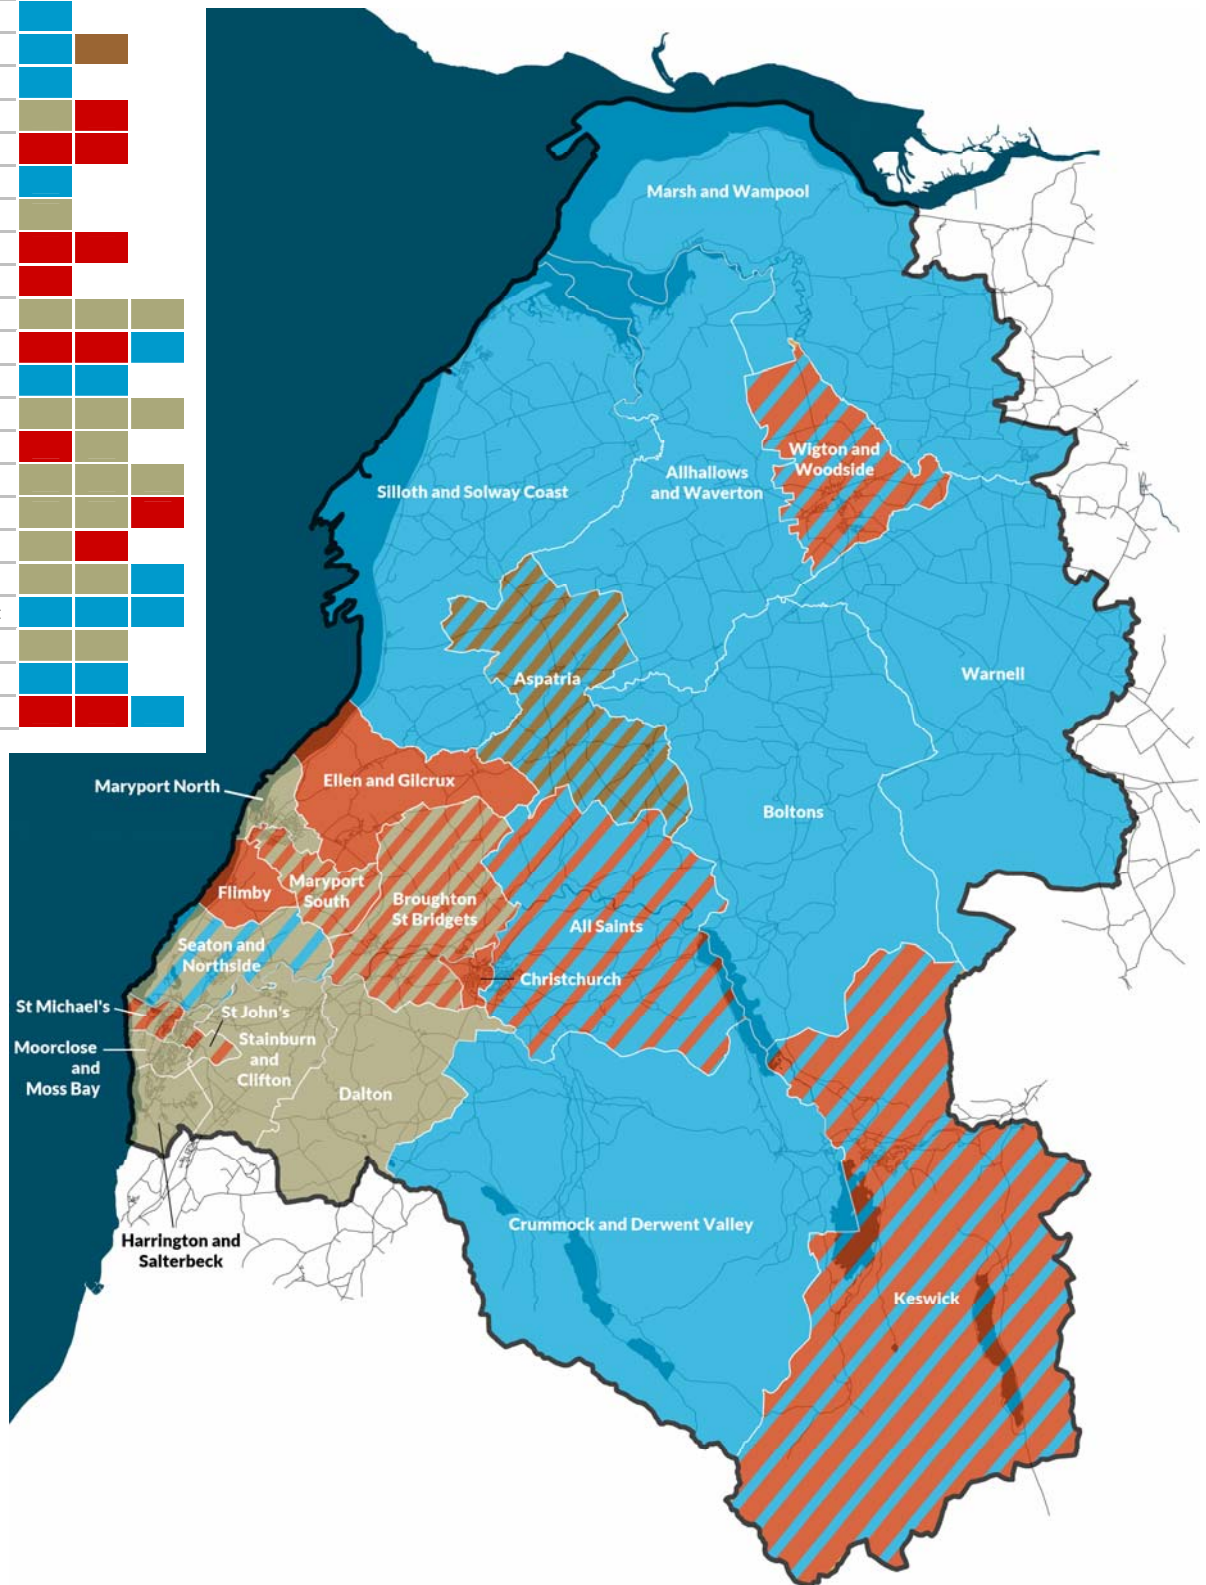 Marsh and Wampool
Wigton and
Woodside
Allhallows
and Waverton
Silloth and Solway Coast
Warnell
Aspatria
Ellen and Gilcrux
Maryport North
Boltons
Flimby
Maryport
South
Broughton
St Bridgets
All Saints
Seaton and
Northside
Christchurch
St Michael's
St John's
Stainburn
and
Clifton
Moorclose
and
Moss Bay
Dalton
Crummock and Derwent Valley
Harrington and
Salterbeck
Keswick